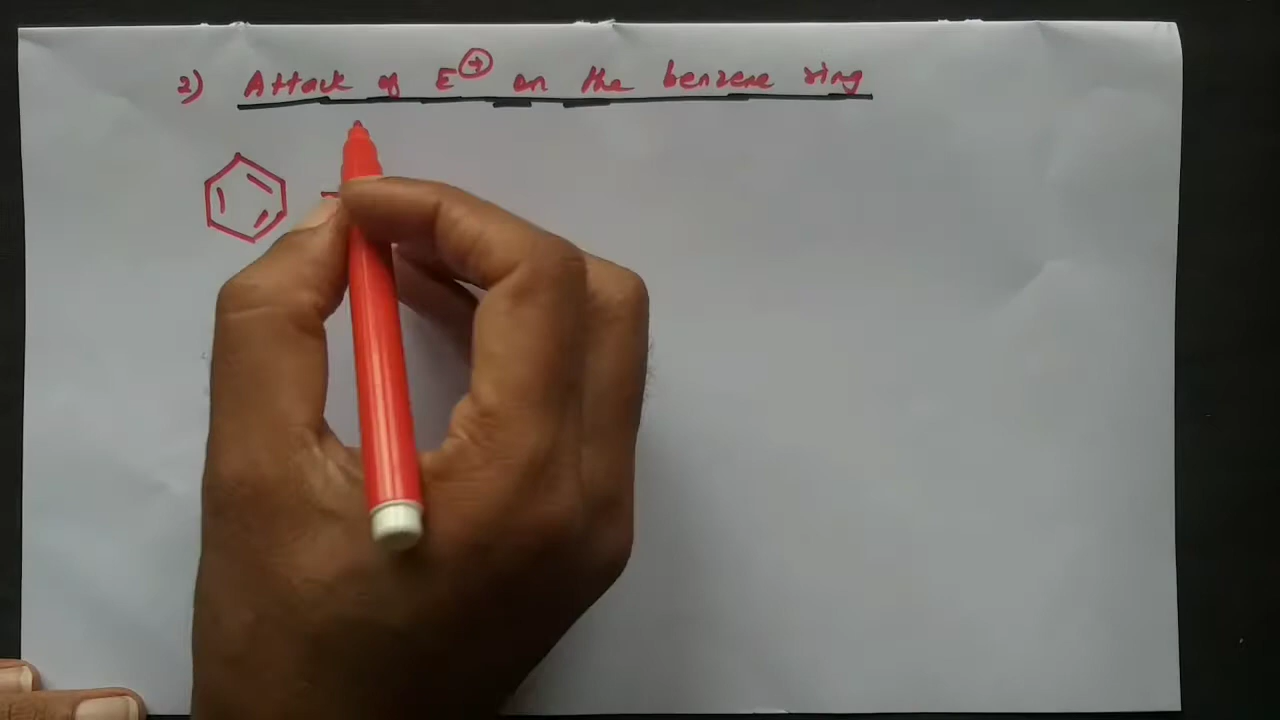 2) Attack of E⊕ on the benzene ring